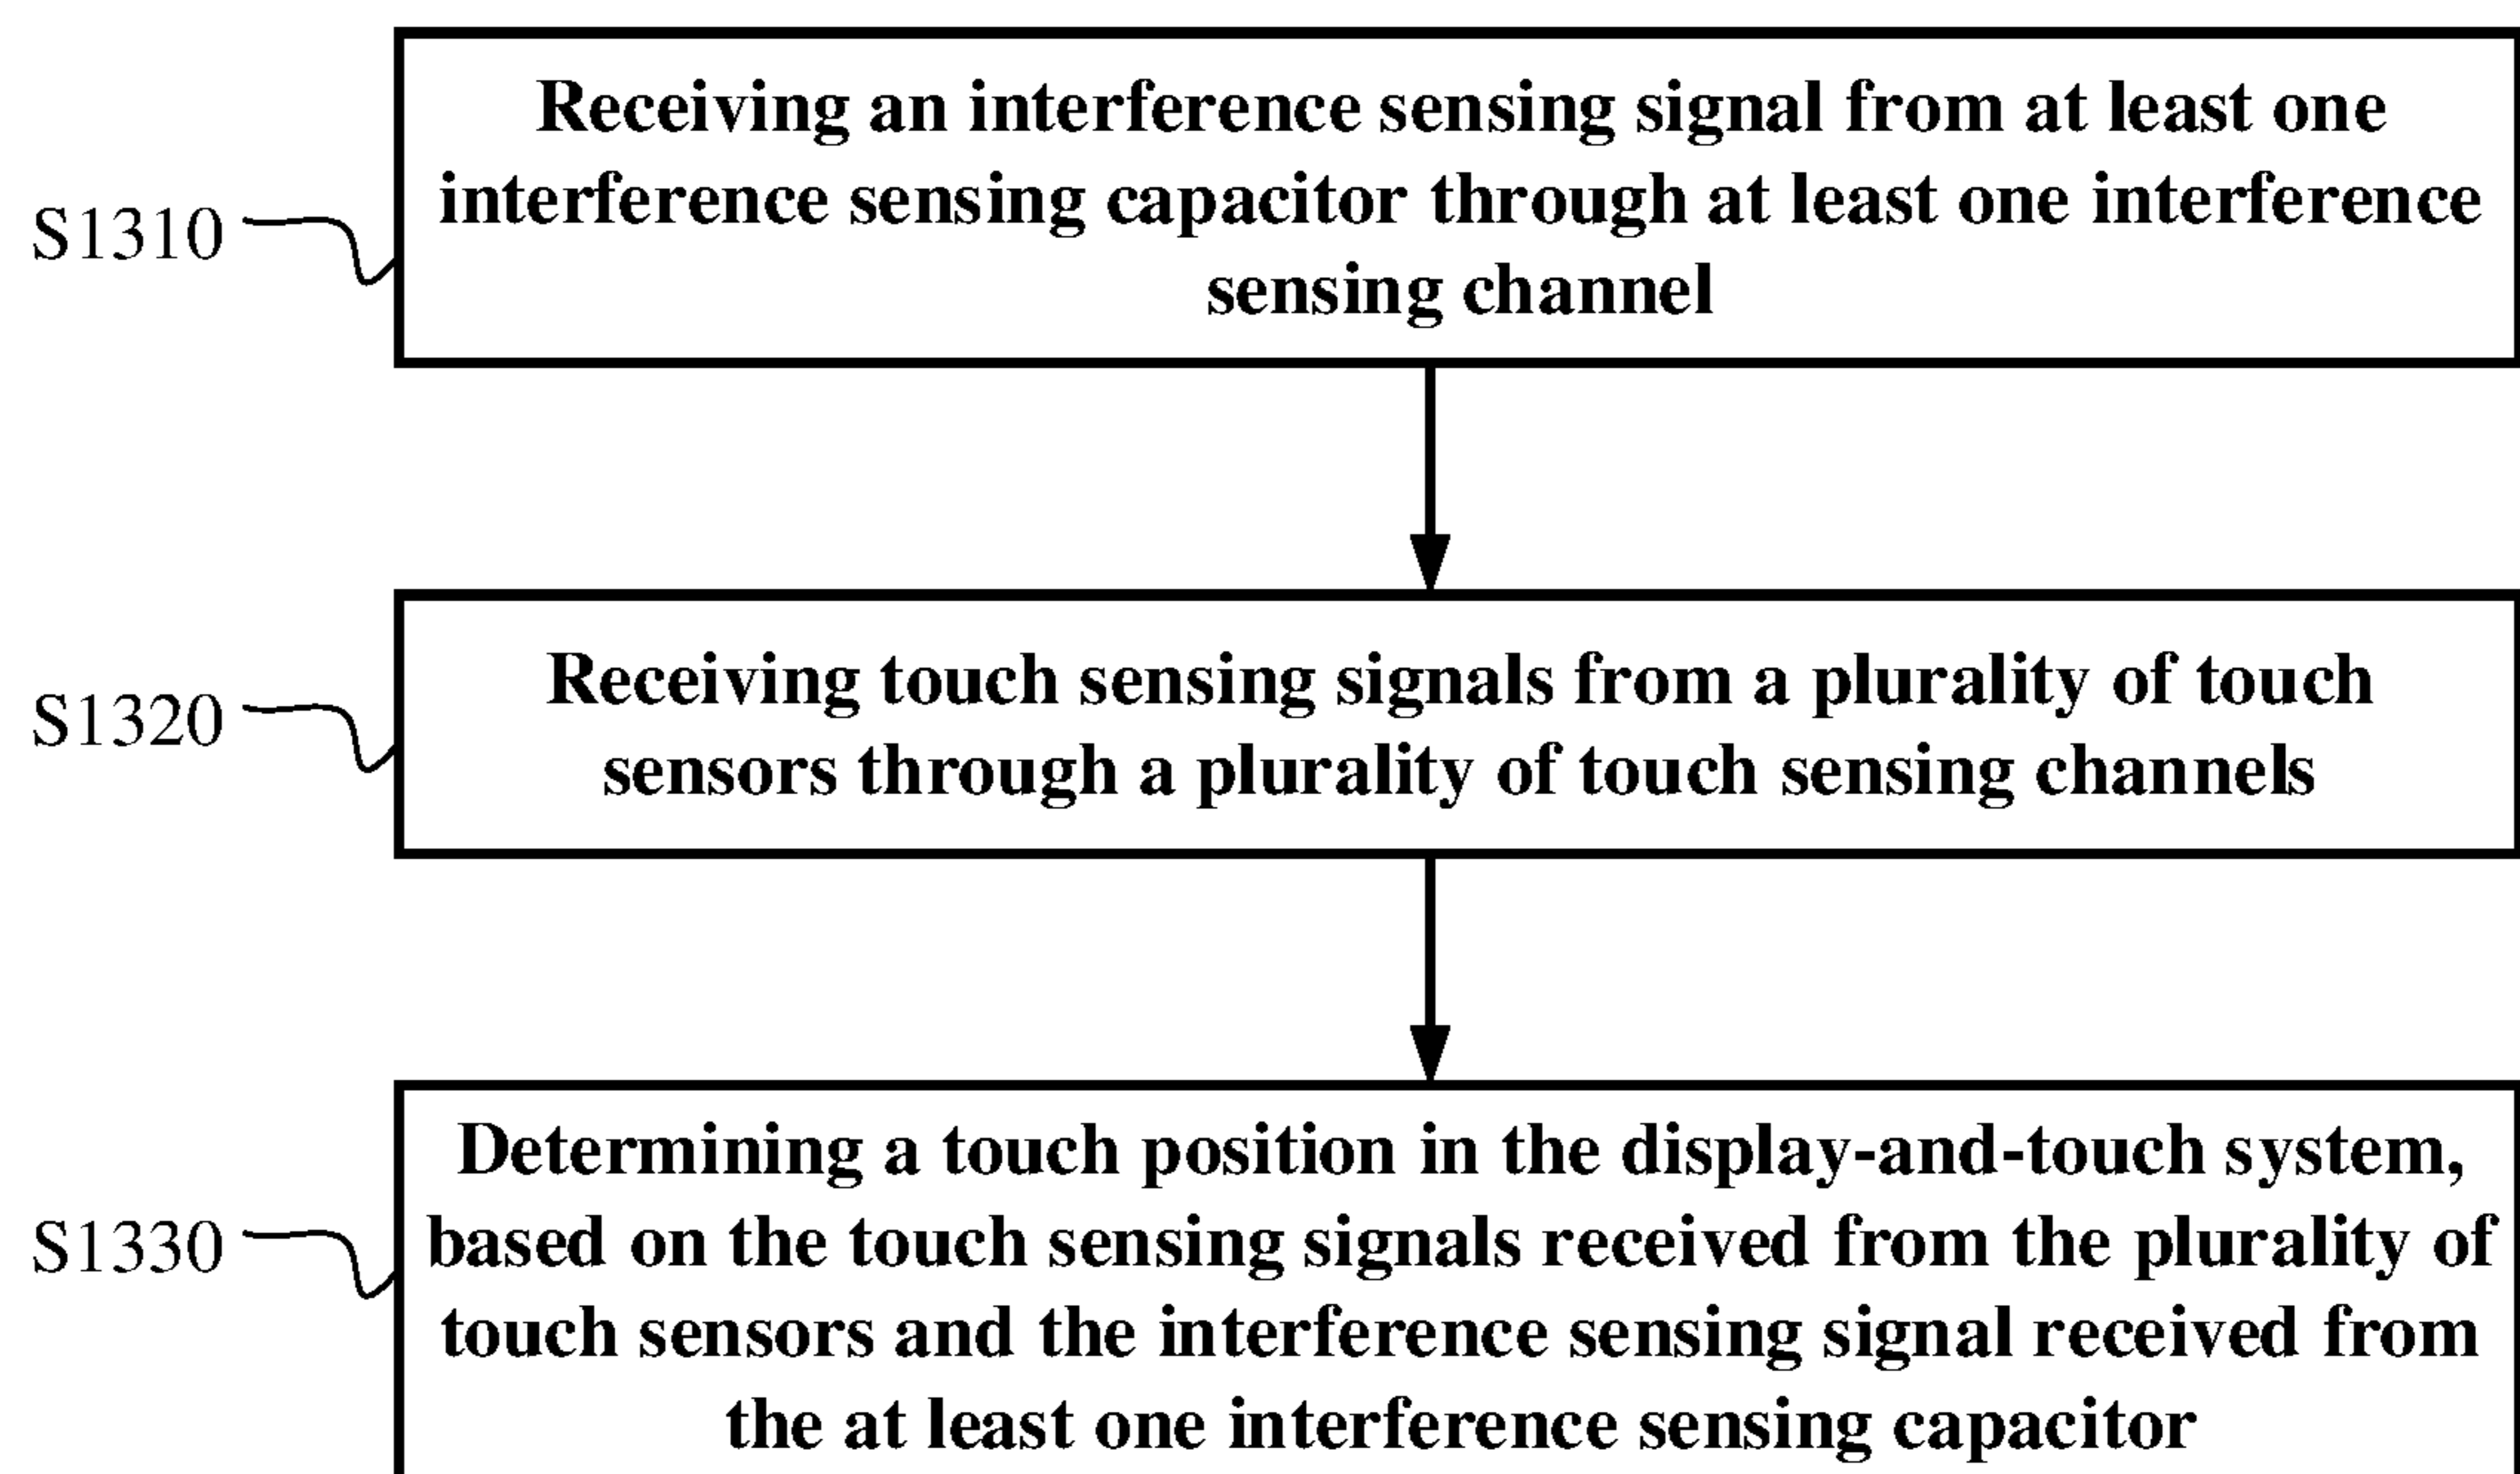 Receiving an interference sensing signal from at least one
interference sensing capacitor through at least one interference
sensing channel
S1310
Receiving touch sensing signals from a plurality of touch
sensors through a plurality of touch sensing channels
S1320
Determining a touch position in the display-and-touch system,
based on the touch sensing signals received from the plurality of
touch sensors and the interference sensing signal received from
the at least one interference sensing capacitor
S1330